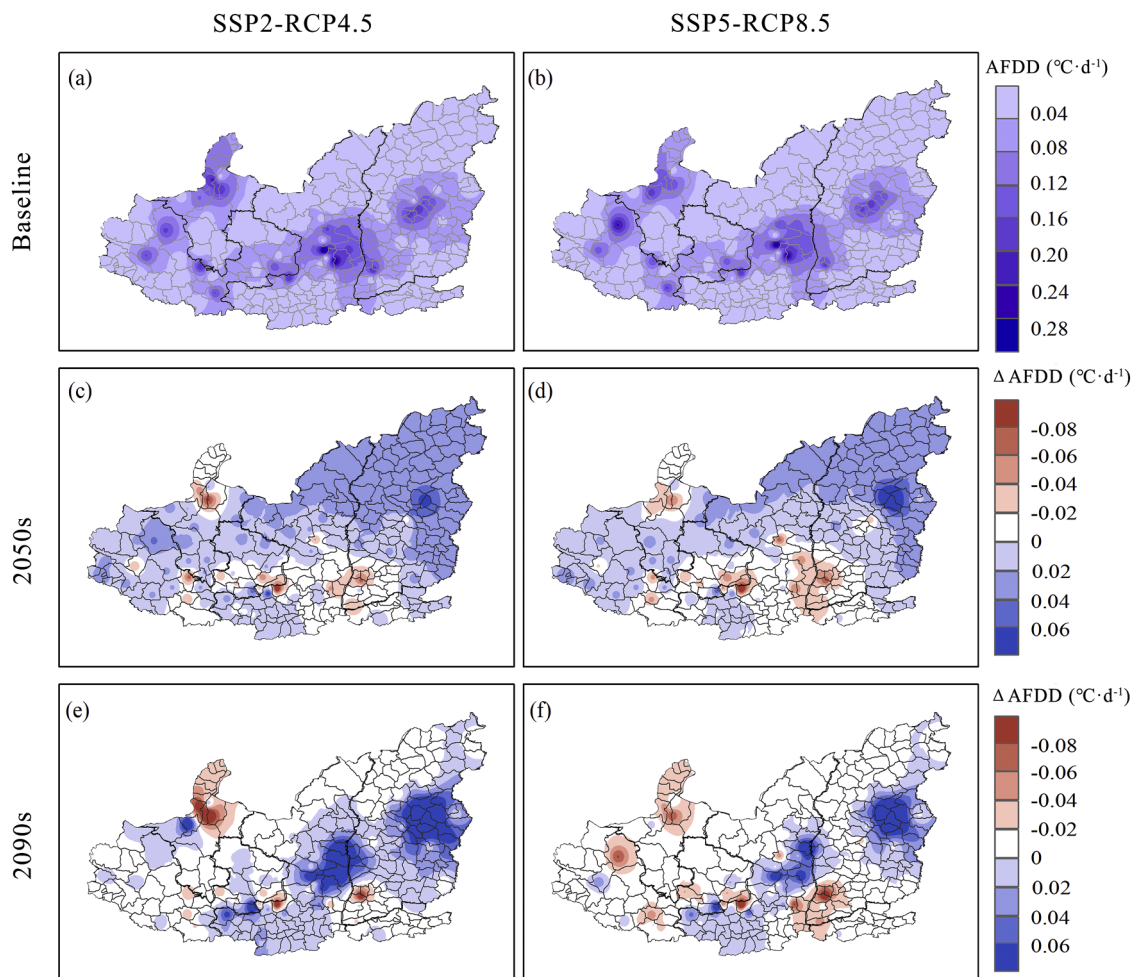 SSP2-RCP4.5
SSP5-RCP8.5
Baseline
(a)
(b)
AFDD (℃·d⁻¹)
0.04
0.08
0.12
0.16
0.20
0.24
0.28
2050s
(c)
(d)
Δ AFDD (℃·d⁻¹)
-0.08
-0.06
-0.04
-0.02
0
0.02
0.04
0.06
2090s
(e)
(f)
Δ AFDD (℃·d⁻¹)
-0.08
-0.06
-0.04
-0.02
0
0.02
0.04
0.06